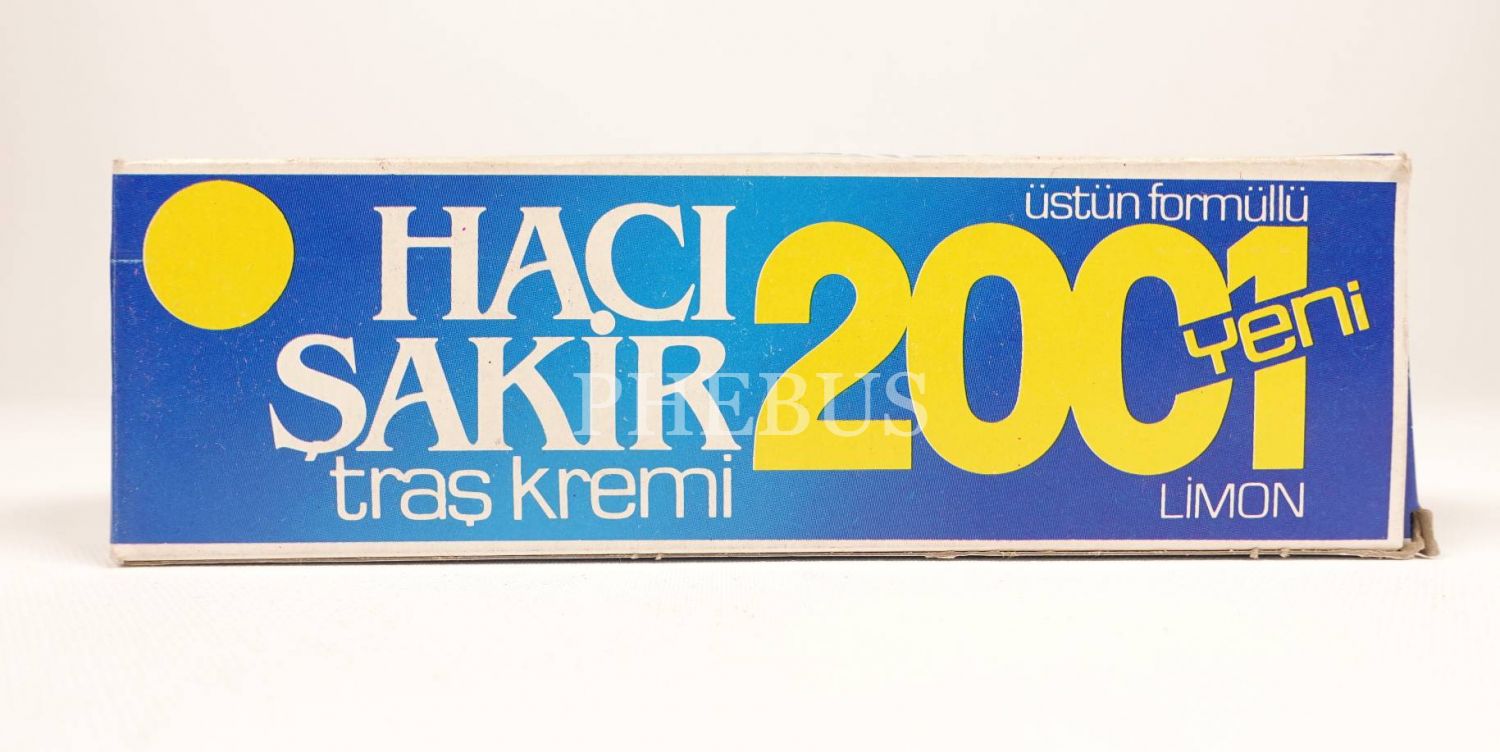 HACI
ŞAKİR
traş kremi
üstün formüllü
2001
yeni
LİMON
PHEBUS